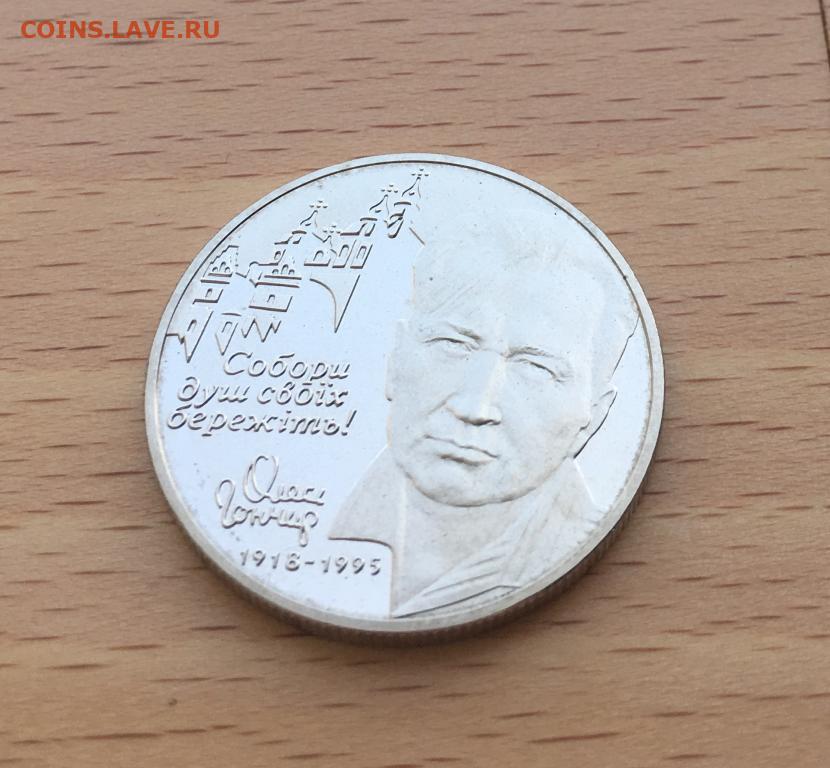 COINS.LAVE.RU
Собори
душ своїх
бережіть!
Олесь
Гончар
1918-1995